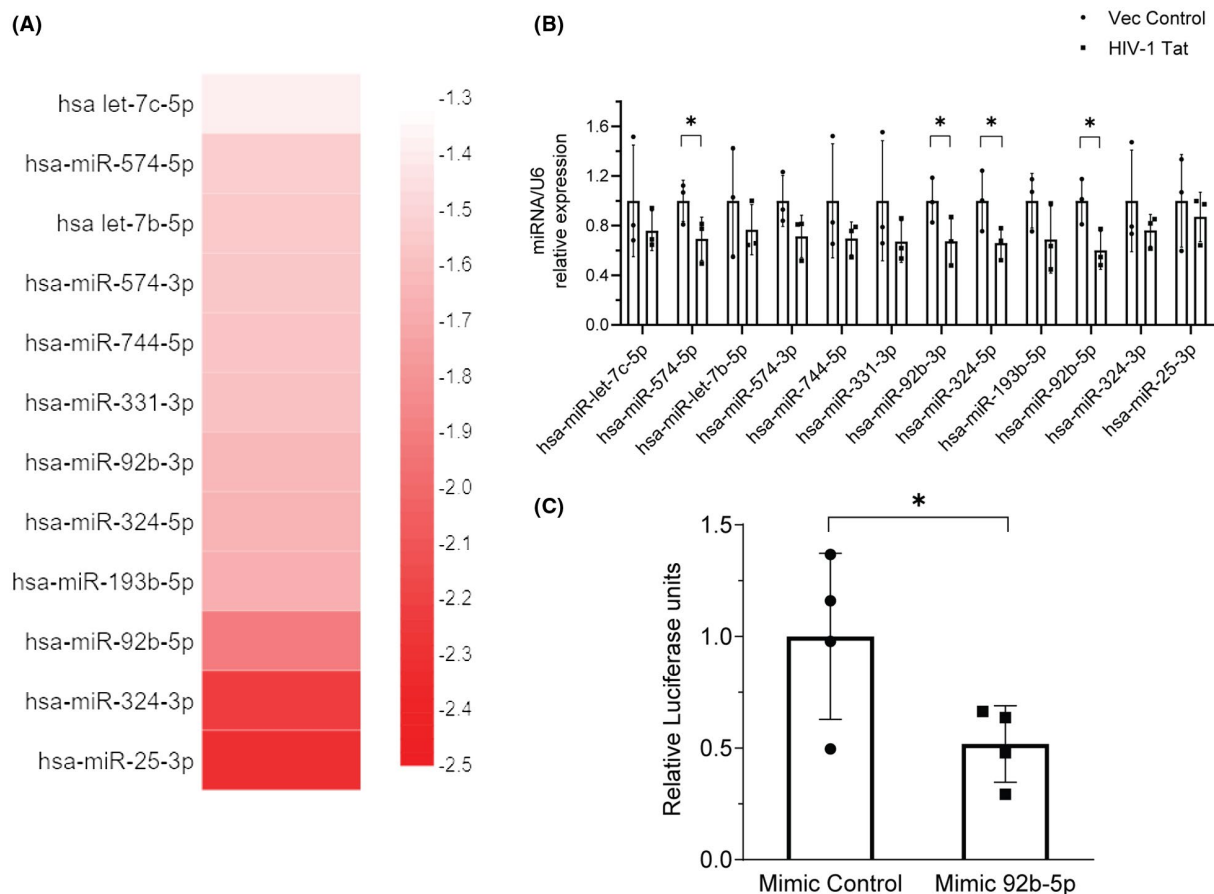 (A)
hsa let-7c-5p
hsa-miR-574-5p
hsa let-7b-5p
hsa-miR-574-3p
hsa-miR-744-5p
hsa-miR-331-3p
hsa-miR-92b-3p
hsa-miR-324-5p
hsa-miR-193b-5p
hsa-miR-92b-5p
hsa-miR-324-3p
hsa-miR-25-3p
-1.3
-1.4
-1.5
-1.6
-1.7
-1.8
-1.9
-2.0
-2.1
-2.2
-2.3
-2.4
-2.5
(B)
Vec Control
HIV-1 Tat
miRNA/U6
relative expression
1.6
1.2
0.8
0.4
0.0
* * * *
hsa-miR-let-7c-5p
hsa-miR-574-5p
hsa-miR-let-7b-5p
hsa-miR-574-3p
hsa-miR-744-5p
hsa-miR-331-3p
hsa-miR-92b-3p
hsa-miR-324-5p
hsa-miR-193b-5p
hsa-miR-92b-5p
hsa-miR-324-3p
hsa-miR-25-3p
(C)
*
Relative Luciferase units
1.5
1.0
0.5
0.0
Mimic Control Mimic 92b-5p